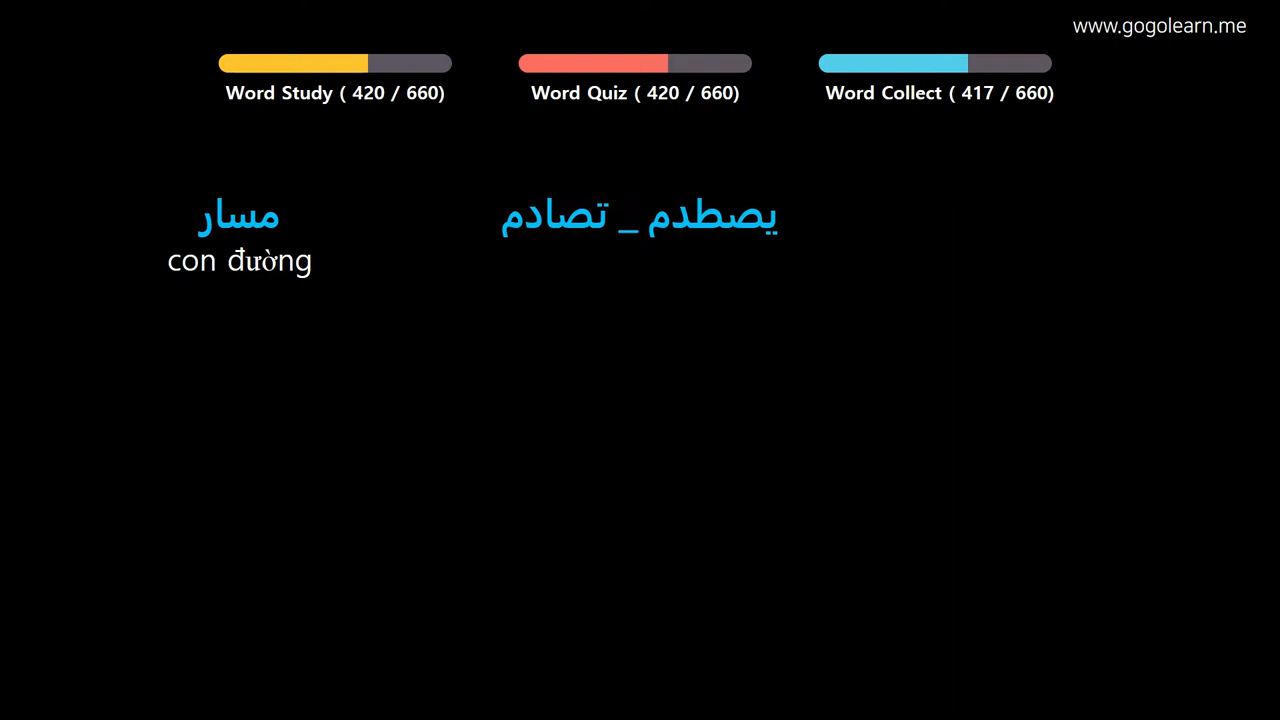 www.gogolearn.me
Word Study ( 420 / 660)
Word Quiz ( 420 / 660)
Word Collect ( 417 / 660)
مسار
con đường
يصطدم _ تصادم